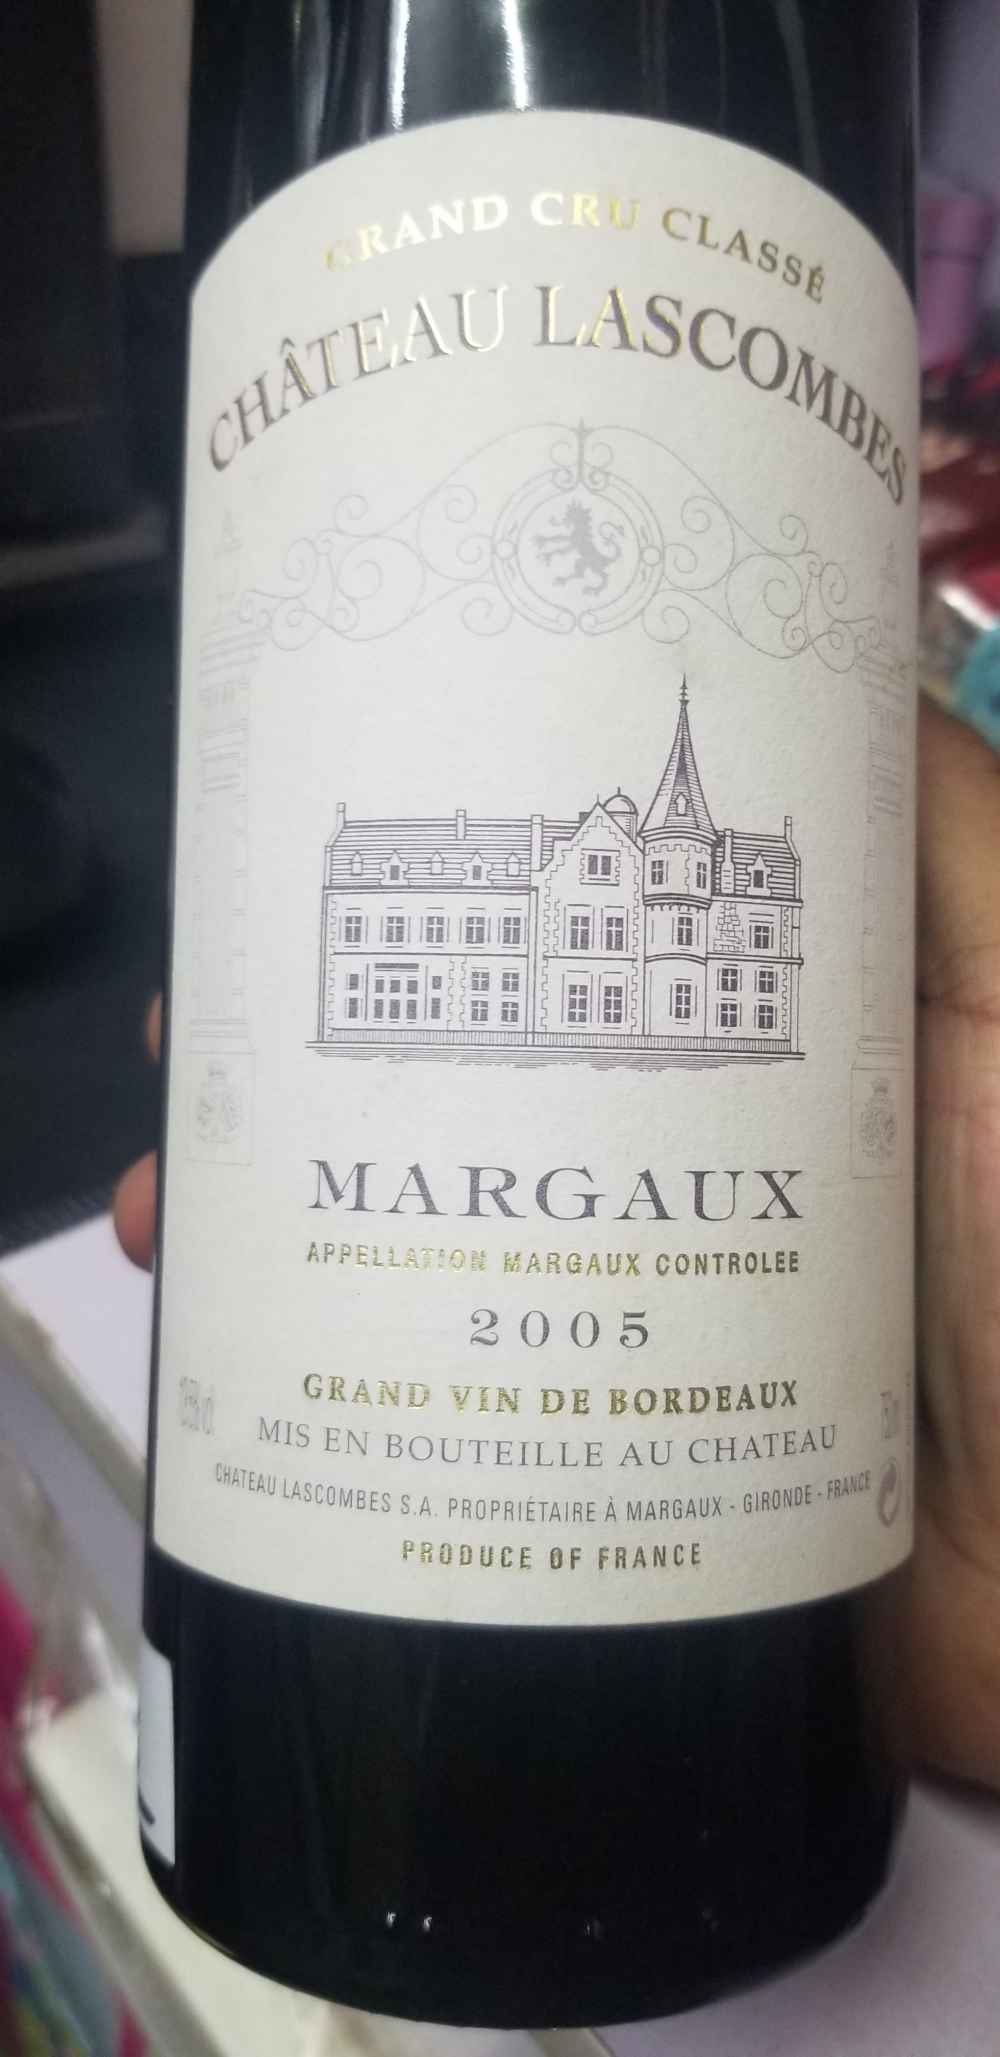 GRAND CRU CLASSÉ
CHÂTEAU LASCOMBES
MARGAUX
APPELLATION MARGAUX CONTROLEE
2005
GRAND VIN DE BORDEAUX
MIS EN BOUTEILLE AU CHATEAU
CHATEAU LASCOMBES S.A. PROPRIÉTAIRE À MARGAUX - GIRONDE - FRANCE
PRODUCE OF FRANCE